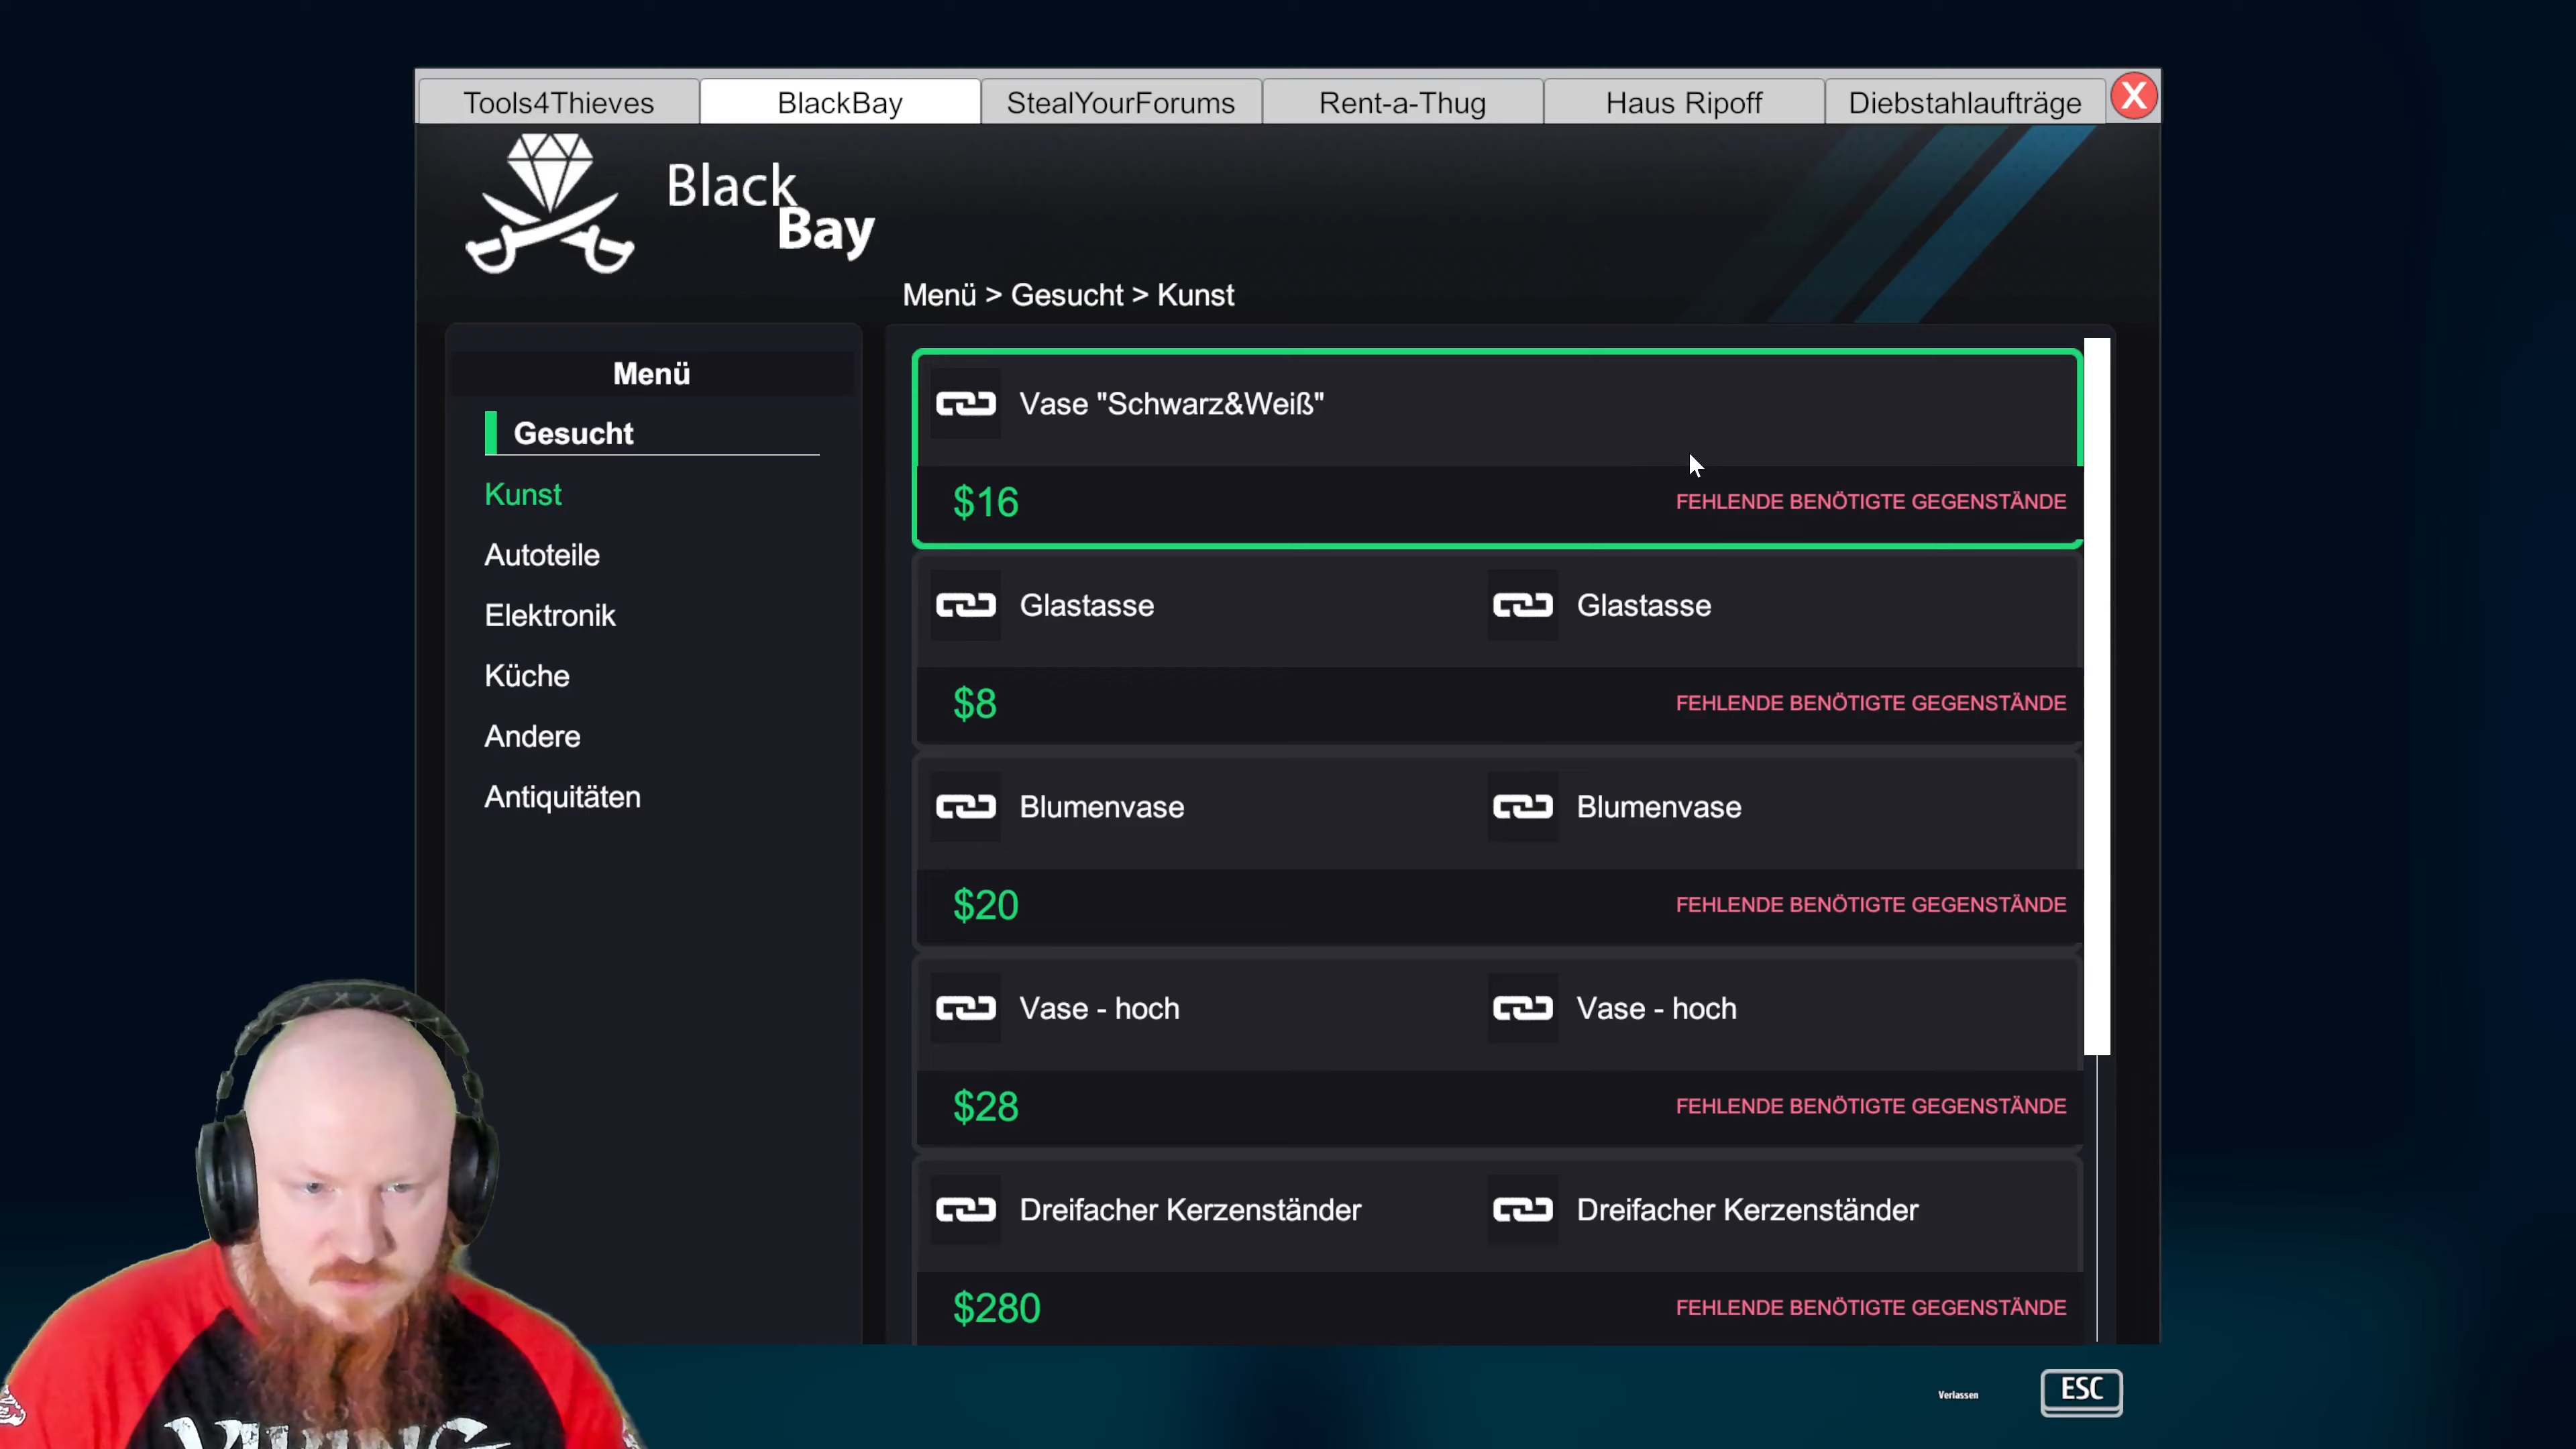 Tools4Thieves
BlackBay
StealYourForums
Rent-a-Thug
Haus Ripoff
Diebstahlaufträge
X
Black
Bay
Menü > Gesucht > Kunst
Menü
Gesucht
Kunst
Autoteile
Elektronik
Küche
Andere
Antiquitäten
Vase "Schwarz&Weiß"
$16
FEHLENDE BENÖTIGTE GEGENSTÄNDE
Glastasse
Glastasse
$8
FEHLENDE BENÖTIGTE GEGENSTÄNDE
Blumenvase
Blumenvase
$20
FEHLENDE BENÖTIGTE GEGENSTÄNDE
Vase - hoch
Vase - hoch
$28
FEHLENDE BENÖTIGTE GEGENSTÄNDE
Dreifacher Kerzenständer
Dreifacher Kerzenständer
$280
FEHLENDE BENÖTIGTE GEGENSTÄNDE
Verlassen
ESC